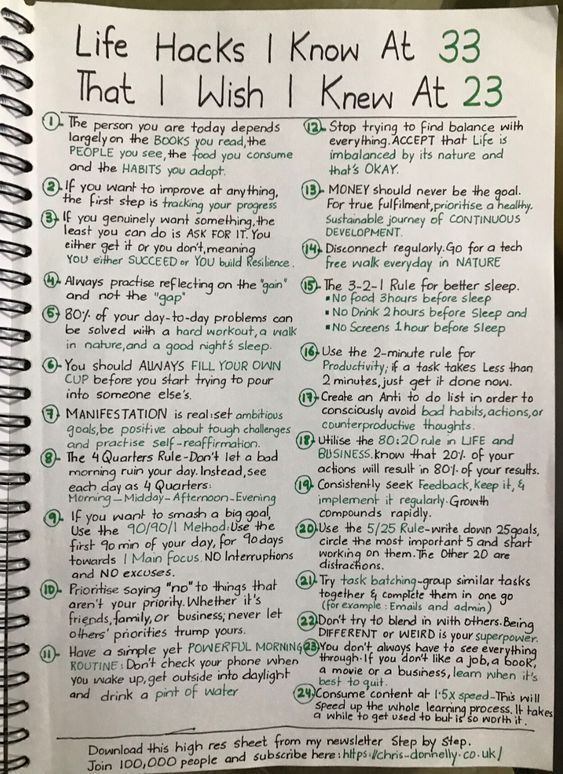 Life Hacks I Know At 33
That I Wish I Knew At 23
1- The person you are today depends
largely on the BOOKS you read, the
PEOPLE you see, the food you consume
and the HABITS you adopt.
2- If you want to improve at anything,
the first step is tracking your progress
3- If you genuinely want something, the
least you can do is ASK FOR IT. You
either get it or you don't, meaning
YOU either SUCCEED or YOU build Resilience.
4- Always practise reflecting on the "gain"
and not the "gap"
5- 80% of your day-to-day problems can
be solved with a hard workout, a walk
in nature, and a good night's sleep.
6- You should ALWAYS FILL YOUR OWN
CUP before you start trying to pour
into someone else's.
7- MANIFESTATION is real: set ambitious
goals, be positive about tough challenges
and practise self-reaffirmation.
8- The 4 Quarters Rule-Don't let a bad
morning ruin your day. Instead, see
each day as 4 Quarters:
Morning-Midday-Afternoon-Evening
9- If you want to smash a big goal,
Use the 90/90/1 Method: Use the
first 90 min of your day, for 90 days
towards 1 Main focus. NO Interruptions
and NO excuses.
10- Prioritise saying "no" to things that
aren't your priority. Whether it's
friends, family, or business; never let
others' priorities trump yours.
11- Have a simple yet POWERFUL MORNING
ROUTINE: Don't check your phone when
you wake up, get outside into daylight
and drink a pint of water
12- Stop trying to find balance with
everything. ACCEPT that Life is
imbalanced by its nature and
that's OKAY.
13- MONEY should never be the goal.
For true fulfilment, prioritise a healthy,
Sustainable journey of CONTINUOUS
DEVELOPMENT.
14- Disconnect regularly. Go for a tech
free walk everyday in NATURE
15- The 3-2-1 Rule for better sleep.
▪No food 3 hours before sleep
▪No Drink 2 hours before Sleep and
▪No Screens 1 hour before Sleep
16- Use the 2-minute rule for
Productivity; if a task takes Less than
2 minutes, just get it done now.
17- Create an Anti to do list in order to
consciously avoid bad habits, actions, or
counterproductive thoughts.
18- Utilise the 80:20 rule in LIFE and
BUSINESS. know that 20% of your
actions will result in 80% of your results.
19- Consistently seek Feedback, keep it, &
implement it regularly. Growth
compounds rapidly.
20- Use the 5/25 Rule-write down 25 goals,
circle the most important 5 and start
working on them. The Other 20 are
distractions.
21- Try task batching-group similar tasks
together & complete them in one go
(for example: Emails and admin)
22 Don't try to blend in with others. Being
DIFFERENT or WEIRD is your superpower.
23- You don't always have to see everything
through. If you don't like a job, a book,
a movie or a business, learn when it's
best to quit.
24- Consume content at 1.5x speed-This will
speed up the whole learning process. It takes
a while to get used to but is so worth it.
Download this high res sheet from my newsletter Step by Step.
Join 100,000 people and subscribe here: https://chris-donnelly.co.uk/